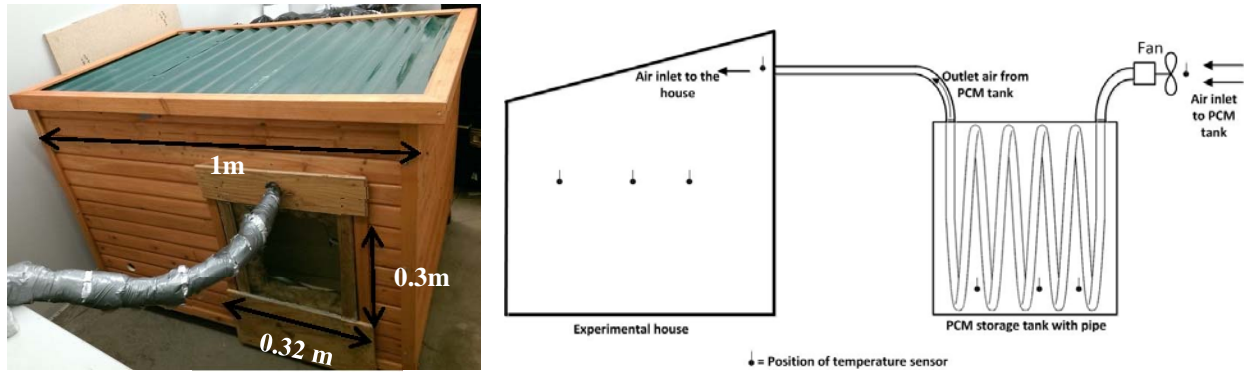 1m
0.3m
0.32 m
Fan
Air inlet to the
house
Outlet air from
PCM tank
Air inlet
to PCM
tank
Experimental house
PCM storage tank with pipe
= Position of temperature sensor